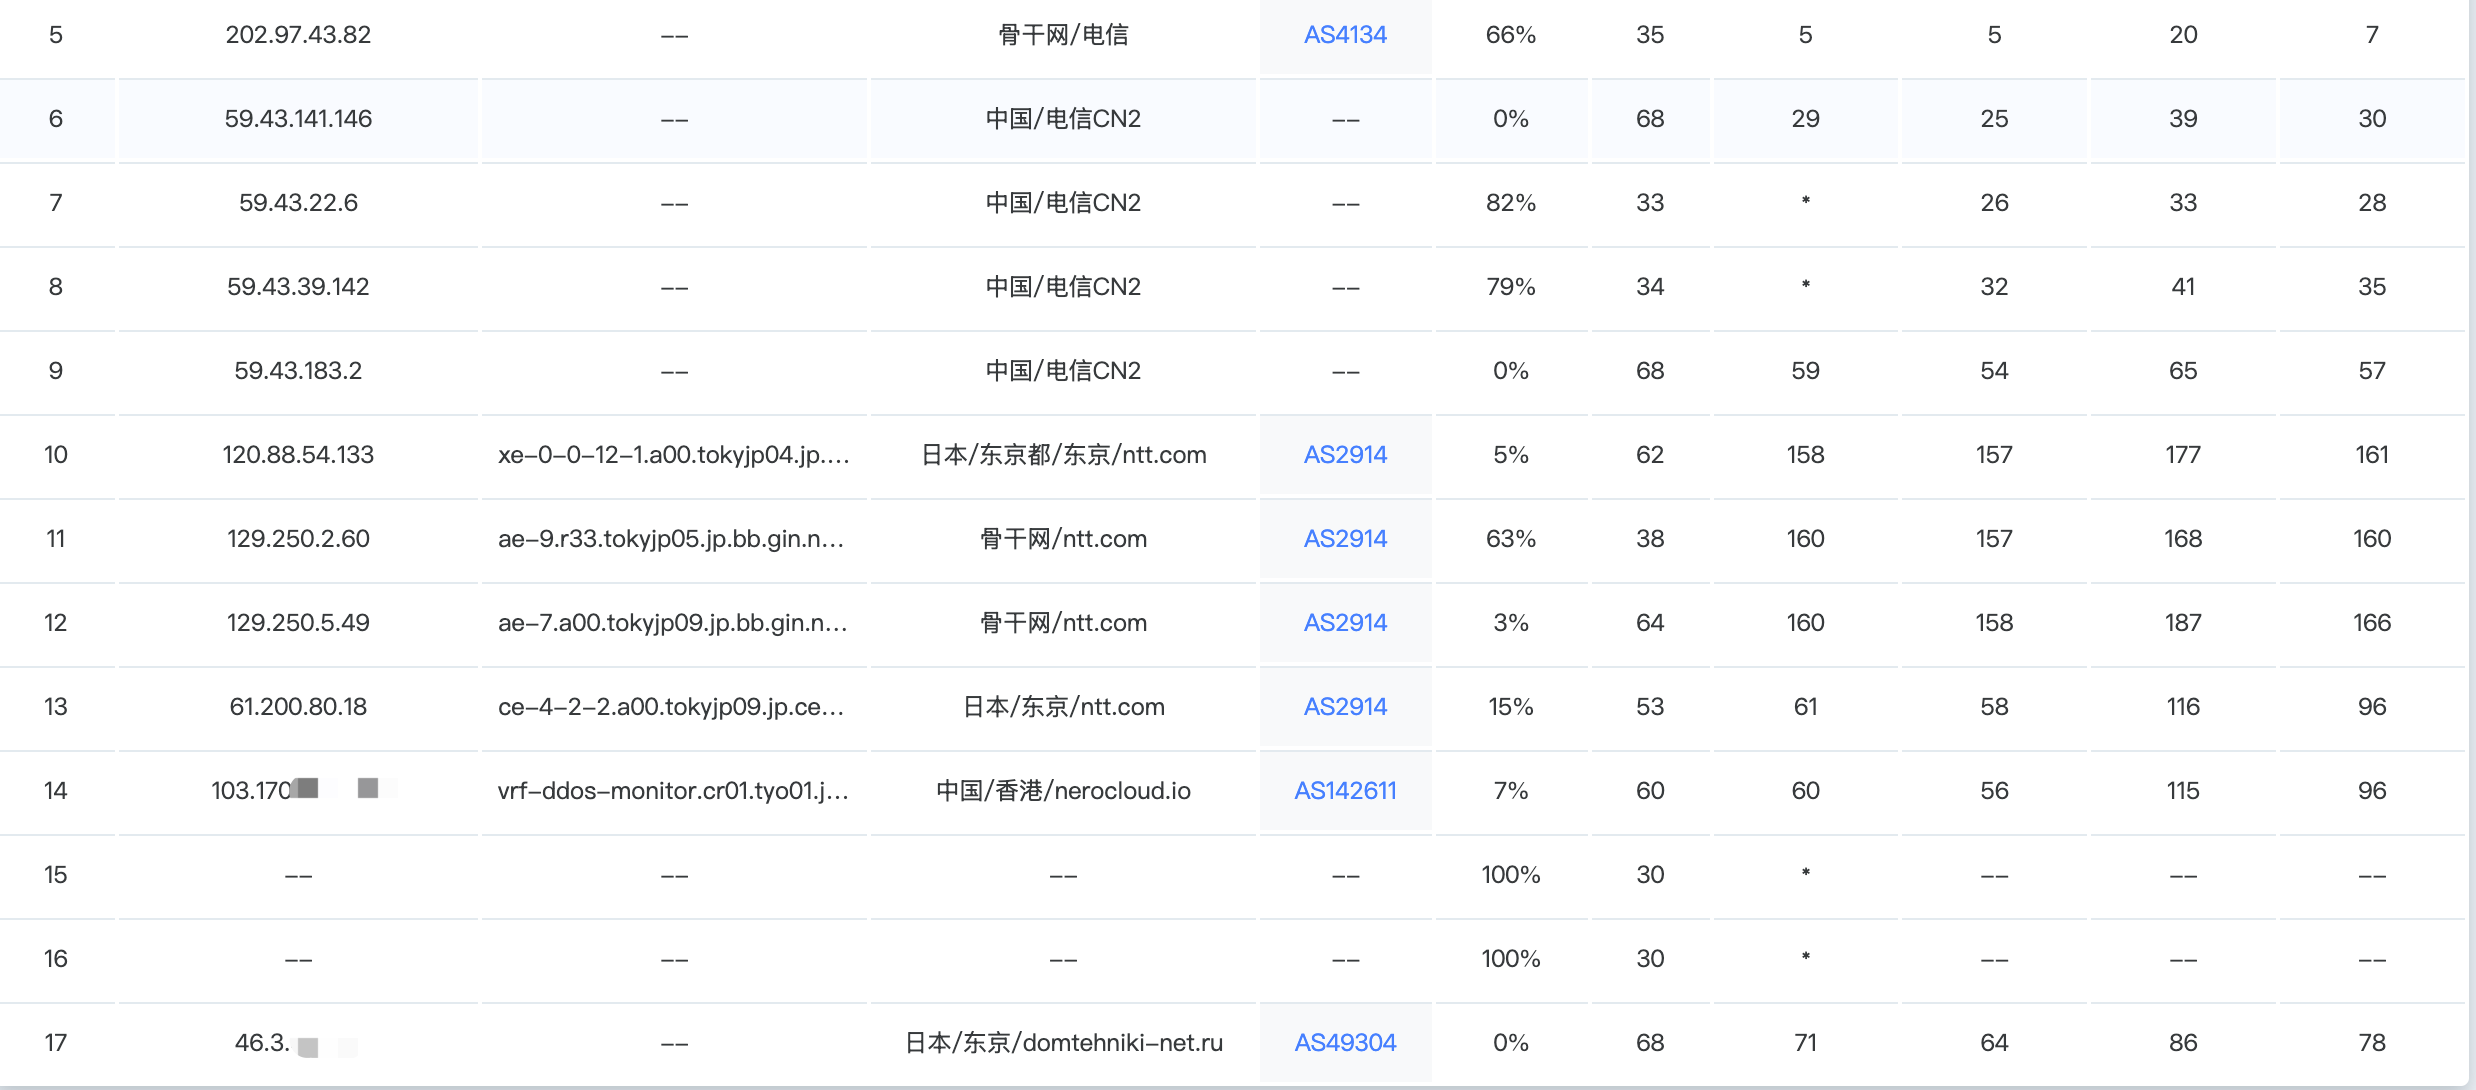 5 202.97.43.82 -- 骨干网/电信 AS4134 66% 35 5 5 20 7
6 59.43.141.146 -- 中国/电信CN2 -- 0% 68 29 25 39 30
7 59.43.22.6 -- 中国/电信CN2 -- 82% 33 * 26 33 28
8 59.43.39.142 -- 中国/电信CN2 -- 79% 34 * 32 41 35
9 59.43.183.2 -- 中国/电信CN2 -- 0% 68 59 54 65 57
10 120.88.54.133 xe-0-0-12-1.a00.tokyjp04.jp.... 日本/东京都/东京/ntt.com AS2914 5% 62 158 157 177 161
11 129.250.2.60 ae-9.r33.tokyjp05.jp.bb.gin.n... 骨干网/ntt.com AS2914 63% 38 160 157 168 160
12 129.250.5.49 ae-7.a00.tokyjp09.jp.bb.gin.n... 骨干网/ntt.com AS2914 3% 64 160 158 187 166
13 61.200.80.18 ce-4-2-2.a00.tokyjp09.jp.ce... 日本/东京/ntt.com AS2914 15% 53 61 58 116 96
14 103.170 vrf-ddos-monitor.cr01.tyo01.j... 中国/香港/nerocloud.io AS142611 7% 60 60 56 115 96
15 -- -- -- -- 100% 30 * -- -- --
16 -- -- -- -- 100% 30 * -- -- --
17 46.3. -- 日本/东京/domtehniki-net.ru AS49304 0% 68 71 64 86 78